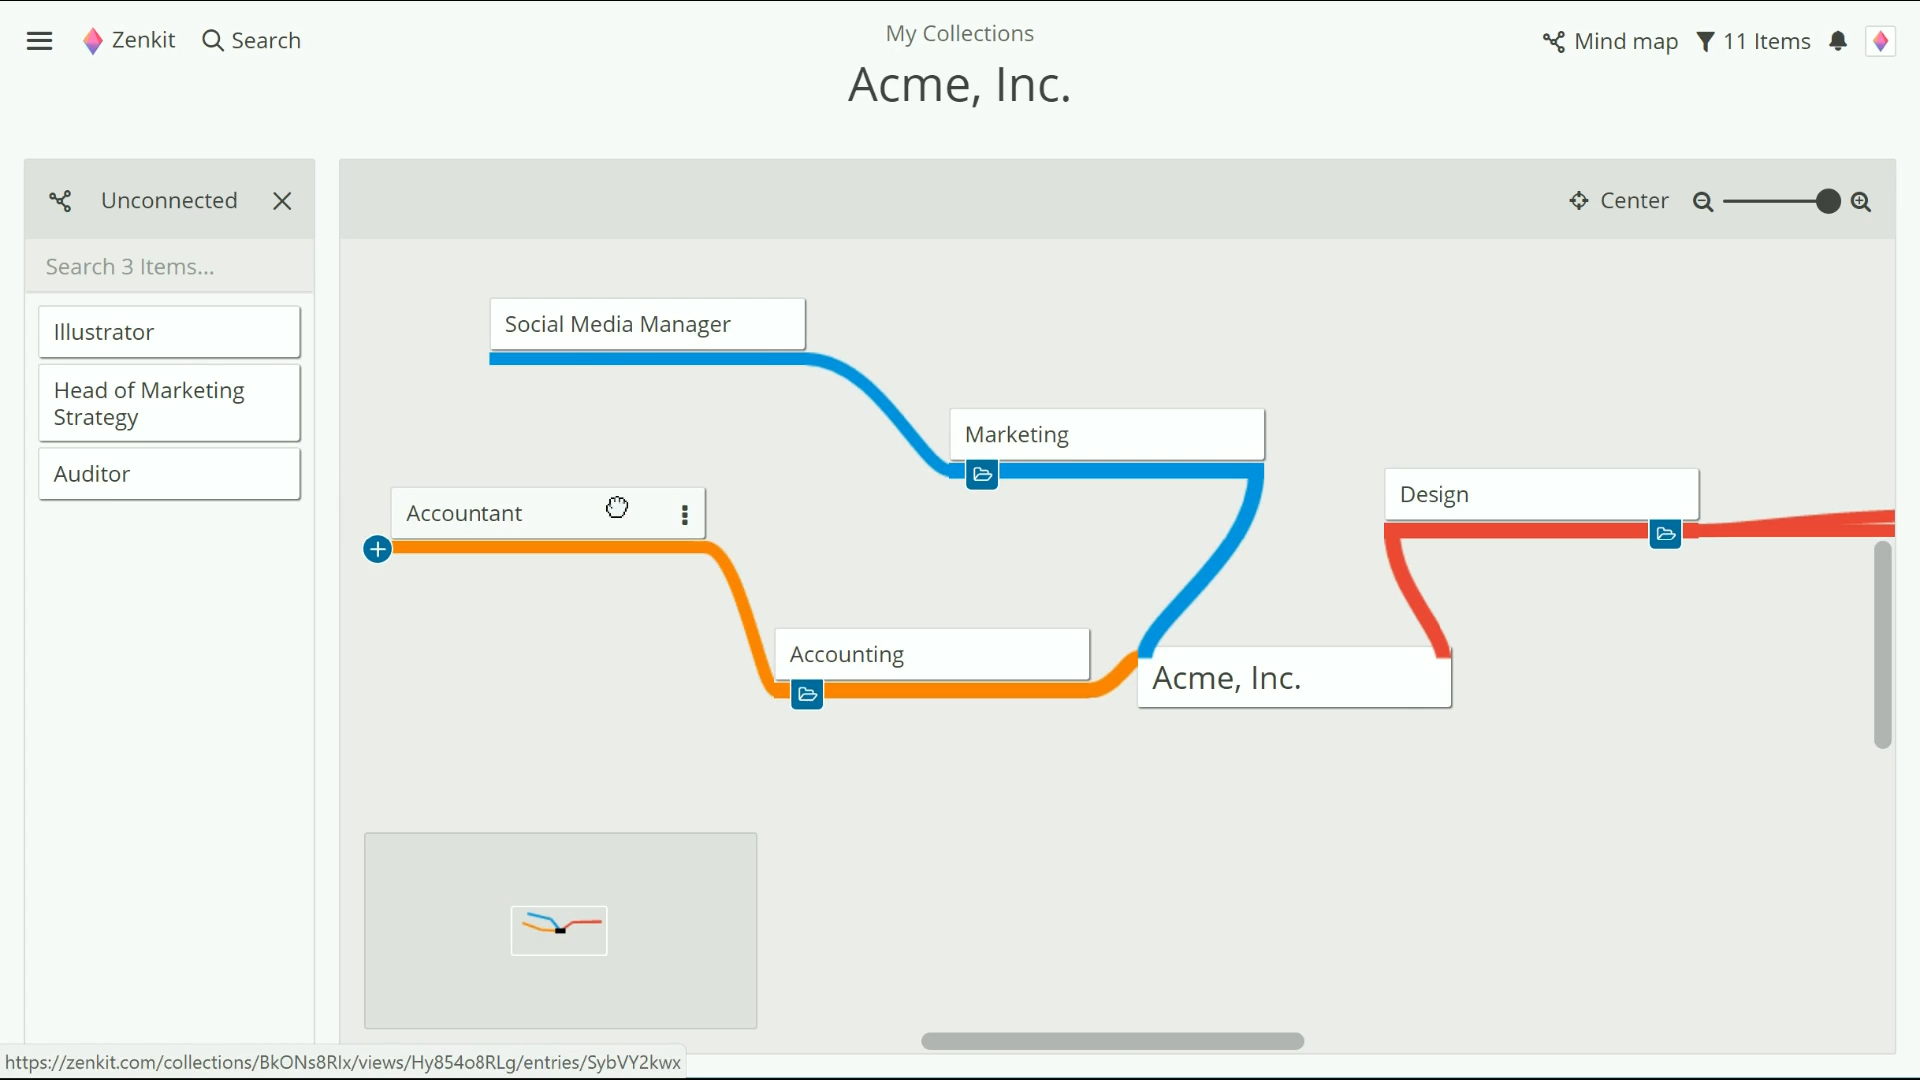 Zenkit
Search
My Collections
Mind map
11 Items
Acme, Inc.
Unconnected
Center
Search 3 Items...
Illustrator
Head of Marketing
Strategy
Auditor
Social Media Manager
Marketing
Design
Accountant
Accounting
Acme, Inc.
https://zenkit.com/collections/BkONs8RIx/views/Hy854o8RLg/entries/SybVY2kwx